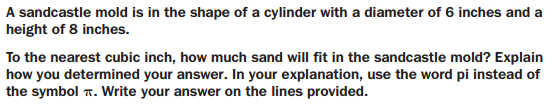 A sandcastle mold is in the shape of a cylinder with a diameter of 6 inches and a
height of 8 inches.
To the nearest cubic inch, how much sand will fit in the sandcastle mold? Explain
how you determined your answer. In your explanation, use the word pi instead of
the symbol π. Write your answer on the lines provided.